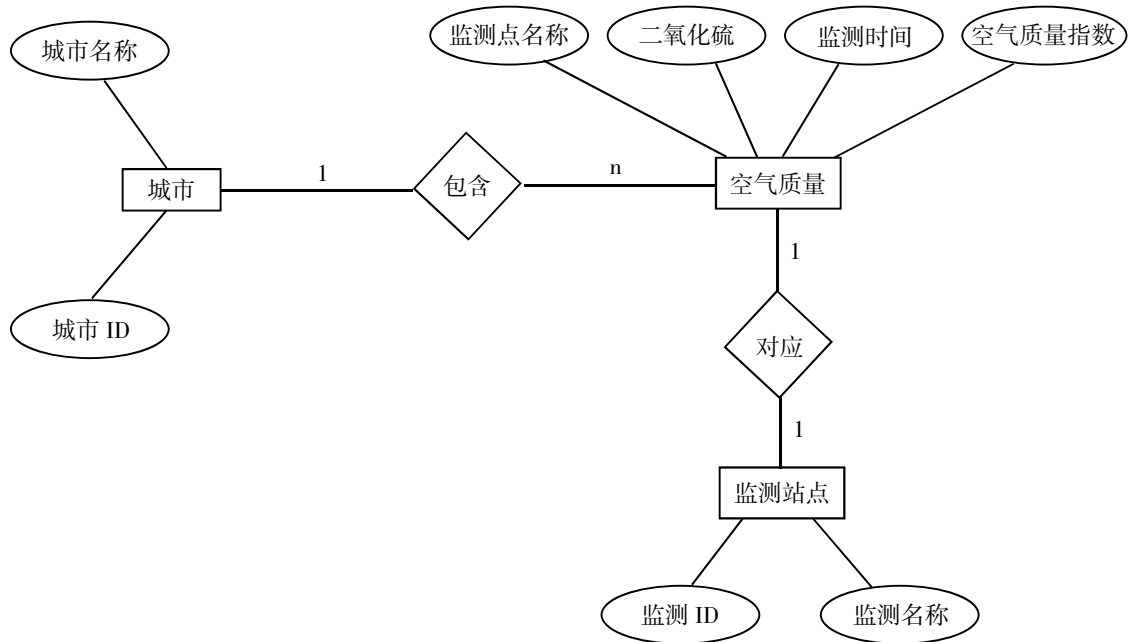 城市名称
监测点名称
二氧化硫
监测时间
空气质量指数
城市
1
包含
n
空气质量
1
城市 ID
对应
1
监测站点
监测 ID
监测名称